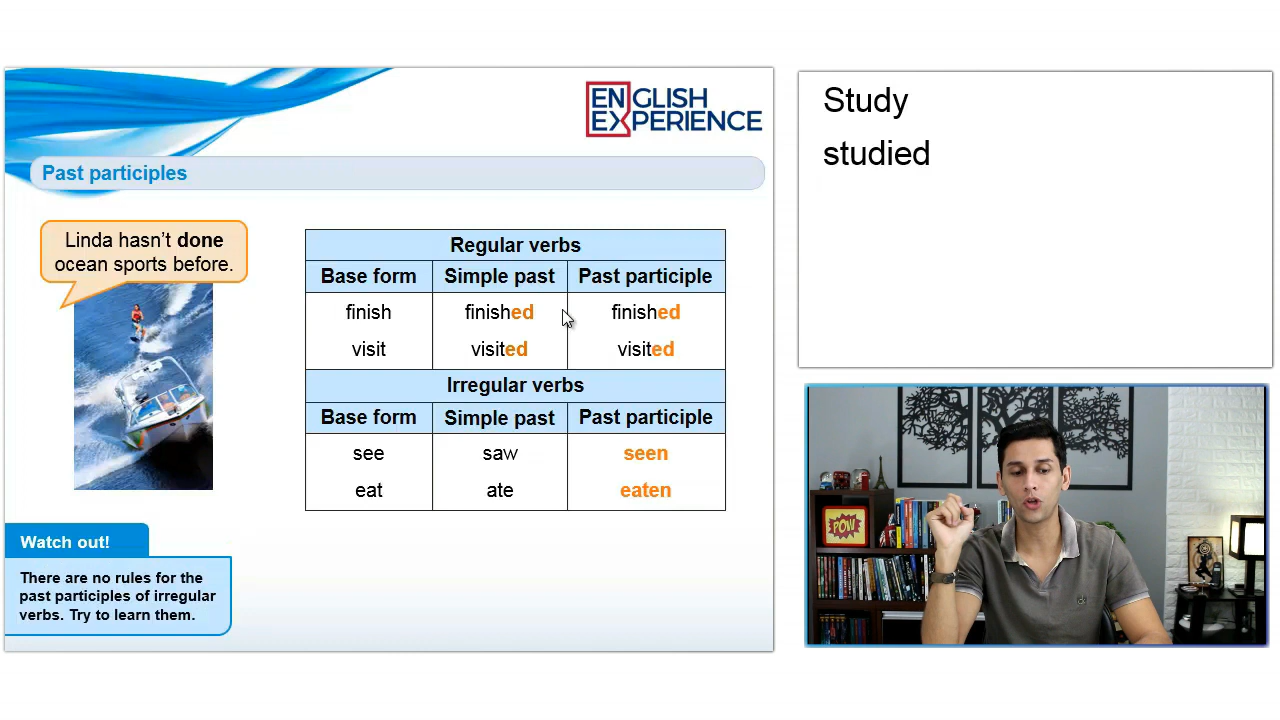 ENGLISH
EXPERIENCE
Past participles
Linda hasn’t done
ocean sports before.
Regular verbs
Base form Simple past Past participle
finish finished finished
visit visited visited
Irregular verbs
Base form Simple past Past participle
see saw seen
eat ate eaten
Watch out!
There are no rules for the
past participles of irregular
verbs. Try to learn them.
Study
studied
POW